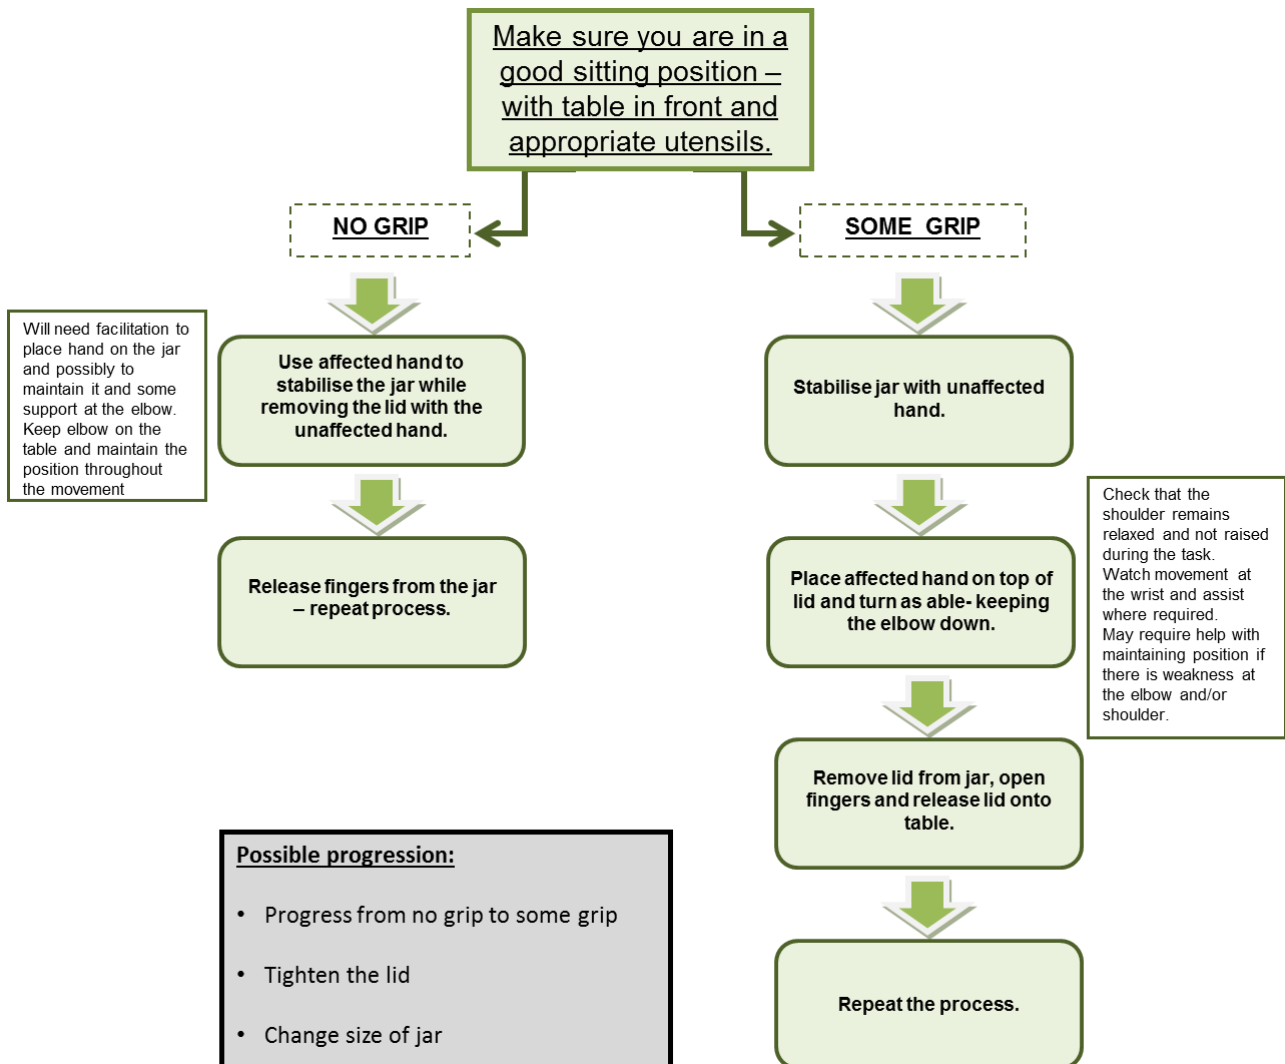 Make sure you are in a
good sitting position –
with table in front and
appropriate utensils.
NO GRIP
SOME GRIP
Will need facilitation to
place hand on the jar
and possibly to
maintain it and some
support at the elbow.
Keep elbow on the
table and maintain the
position throughout
the movement
Use affected hand to
stabilise the jar while
removing the lid with the
unaffected hand.
Stabilise jar with unaffected
hand.
Release fingers from the jar
– repeat process.
Place affected hand on top of
lid and turn as able- keeping
the elbow down.
Check that the
shoulder remains
relaxed and not raised
during the task.
Watch movement at
the wrist and assist
where required.
May require help with
maintaining position if
there is weakness at
the elbow and/or
shoulder.
Remove lid from jar, open
fingers and release lid onto
table.
Repeat the process.
Possible progression:
• Progress from no grip to some grip
• Tighten the lid
• Change size of jar